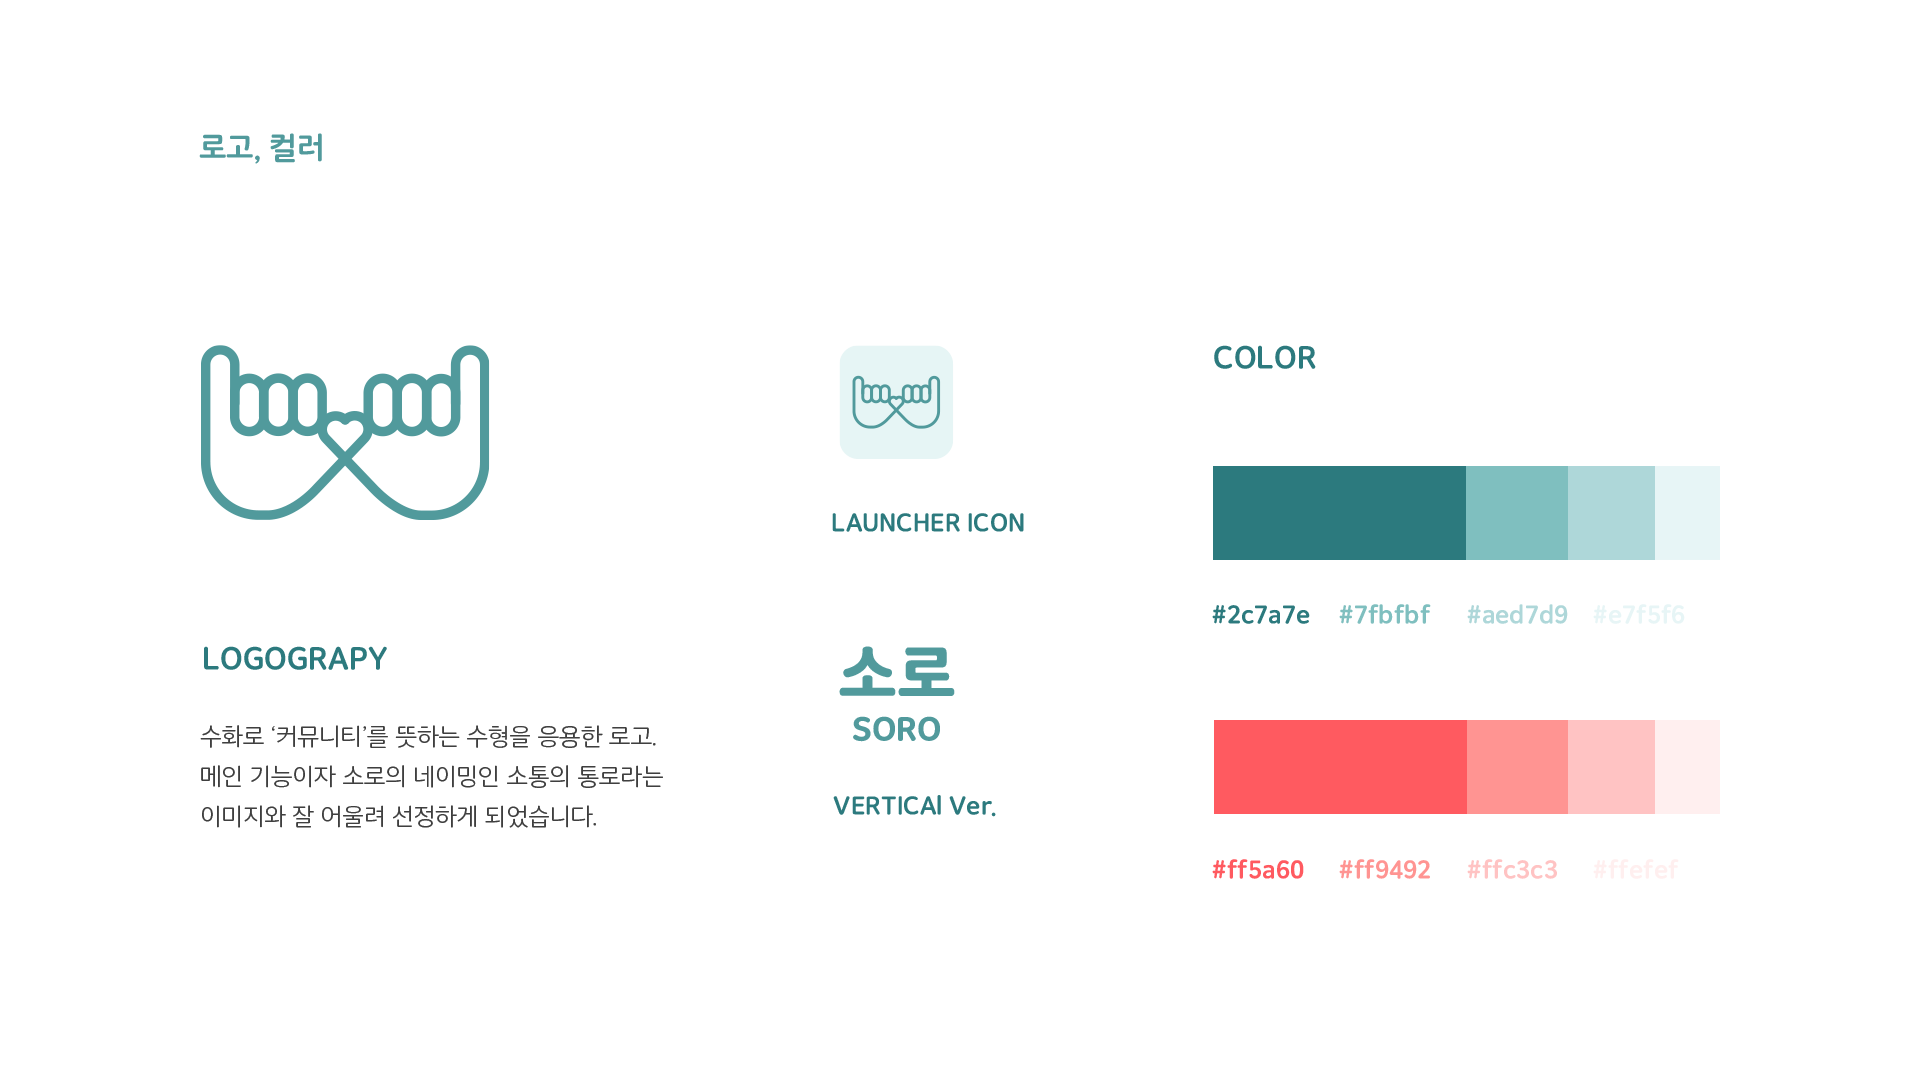 로고, 컬러
LOGOGRAPY
수화로 ‘커뮤니티’를 뜻하는 수형을 응용한 로고.
메인 기능이자 소로의 네이밍인 소통의 통로라는
이미지와 잘 어울려 선정하게 되었습니다.
LAUNCHER ICON
소로
SORO
VERTICAl Ver.
COLOR
#2c7a7e #7fbfbf #aed7d9 #e7f5f6
#ff5a60 #ff9492 #ffc3c3 #ffefef